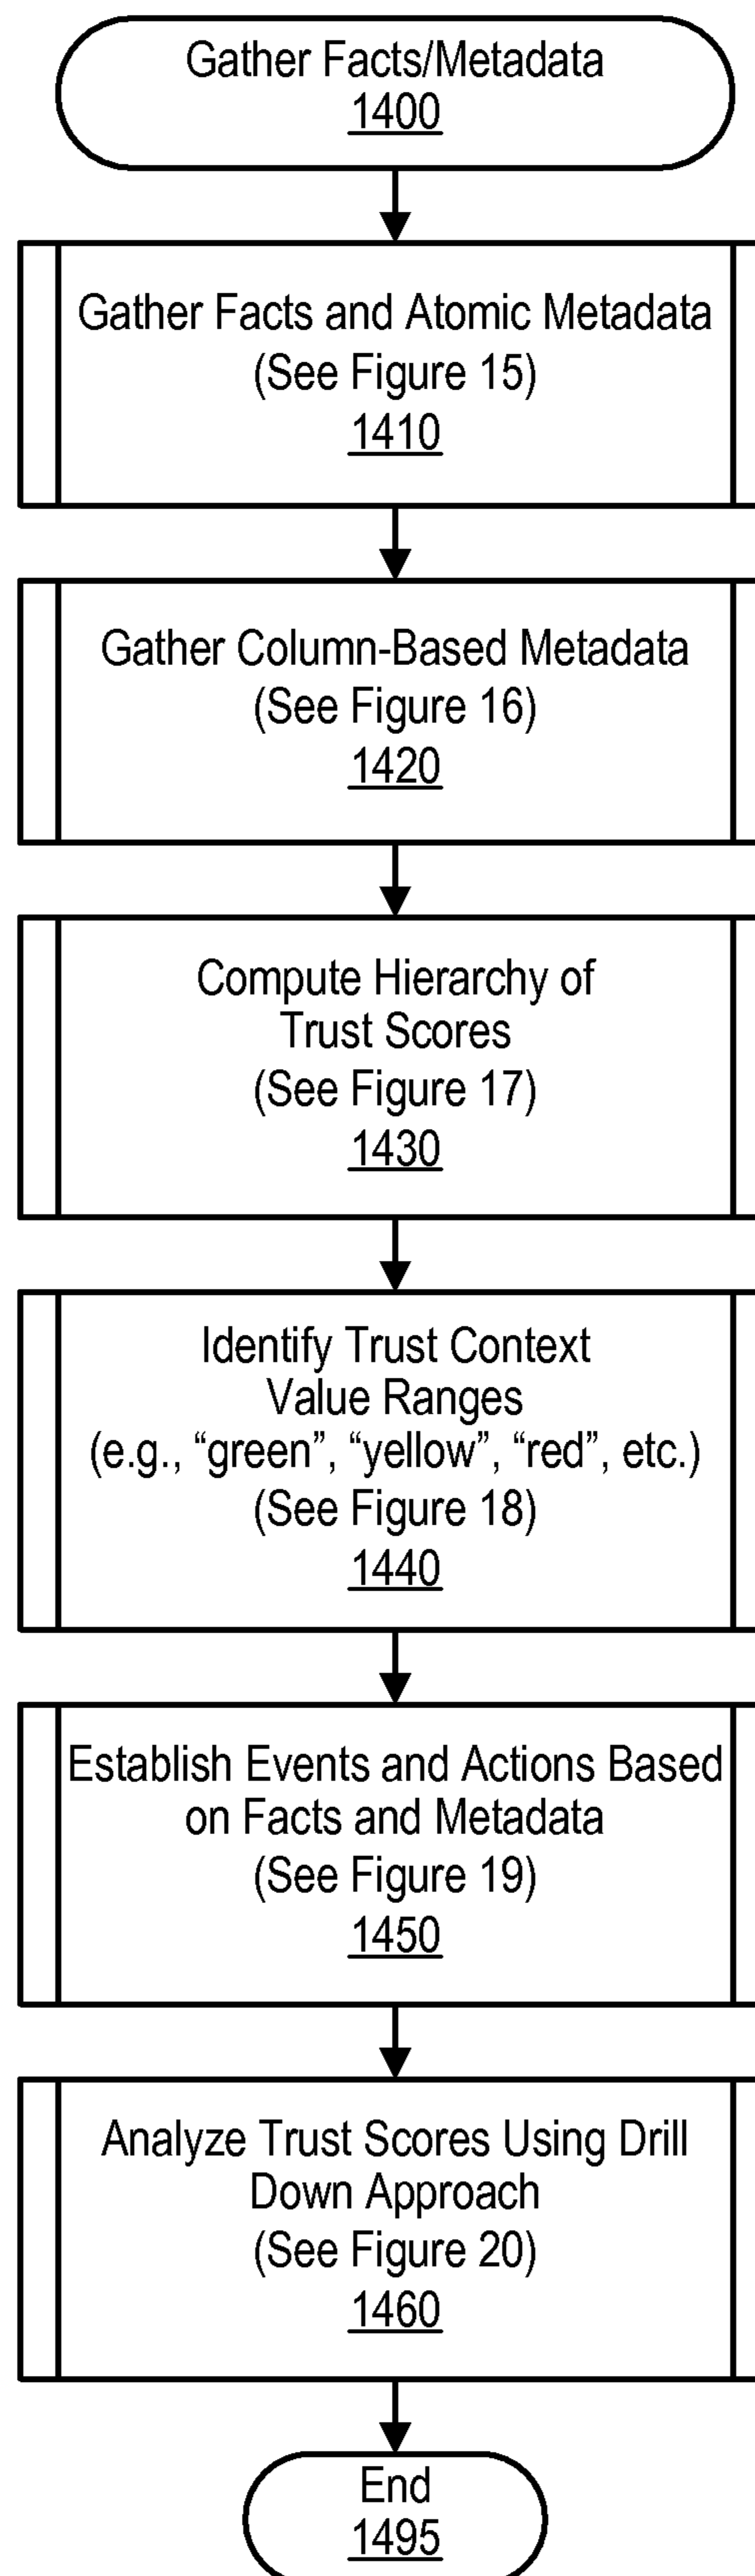 Gather Facts/Metadata
1400
Gather Facts and Atomic Metadata
(See Figure 15)
1410
Gather Column-Based Metadata
(See Figure 16)
1420
Compute Hierarchy of
Trust Scores
(See Figure 17)
1430
Identify Trust Context
Value Ranges
(e.g., “green”, “yellow”, “red”, etc.)
(See Figure 18)
1440
Establish Events and Actions Based
on Facts and Metadata
(See Figure 19)
1450
Analyze Trust Scores Using Drill
Down Approach
(See Figure 20)
1460
End
1495